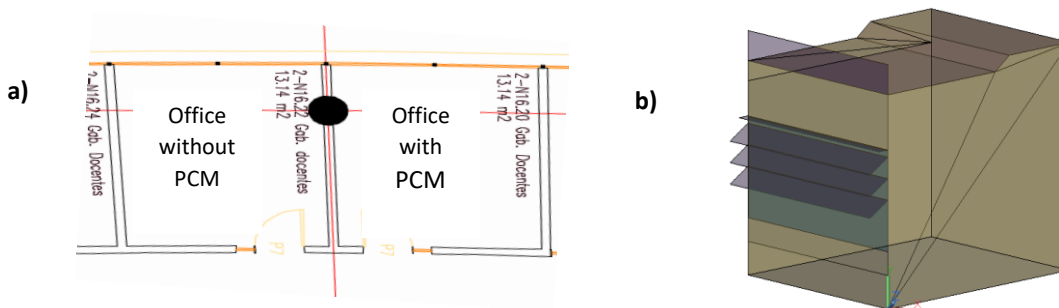 a)
2-N16.24 Gab. Docentes
Office
without
PCM
2-N16.22 Gab. docentes
13.14 m2
Office
with
PCM
2-N16.20 Gab. Docentes
13.14 m2
P7
P7
b)